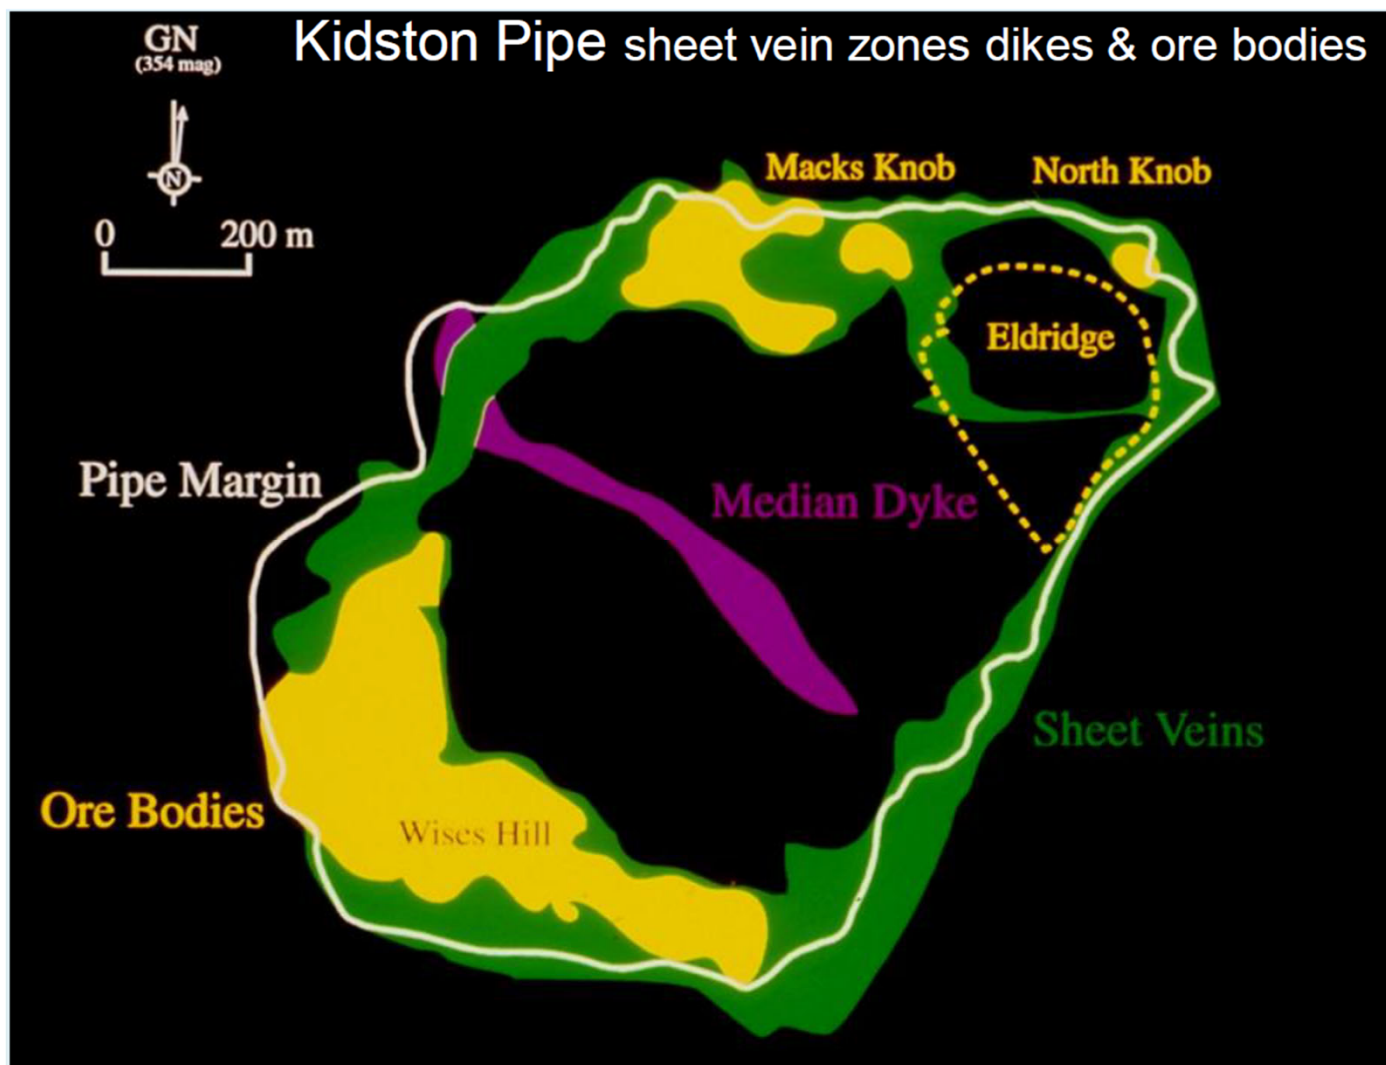 GN
(354 mag)
Kidston Pipe sheet vein zones dikes & ore bodies
N
0 200 m
Macks Knob
North Knob
Eldridge
Pipe Margin
Median Dyke
Sheet Veins
Ore Bodies
Wises Hill